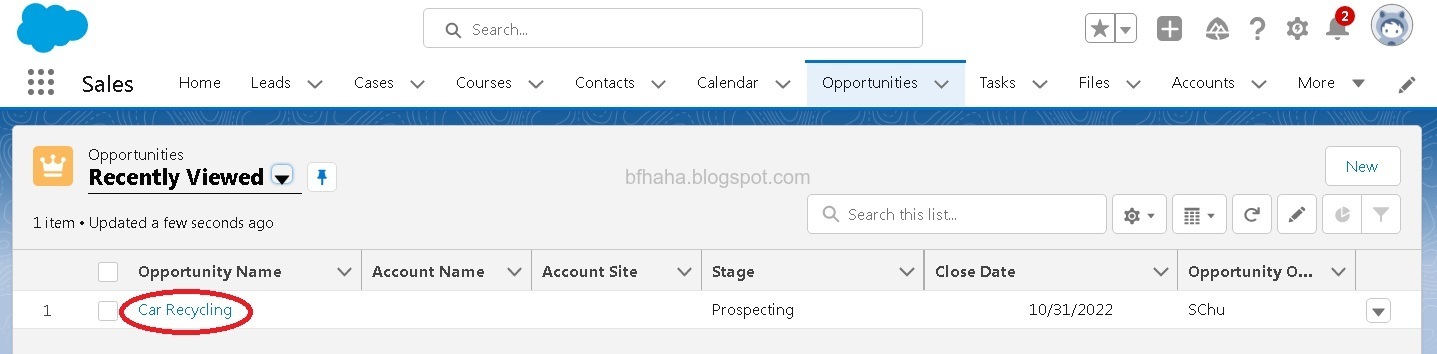 Search...
2
Sales Home Leads Cases Courses Contacts Calendar Opportunities Tasks Files Accounts More
Opportunities
Recently Viewed
bfhaha.blogspot.com
New
1 item • Updated a few seconds ago
Search this list...
Opportunity Name Account Name Account Site Stage Close Date Opportunity O...
1 Car Recycling Prospecting 10/31/2022 SChu